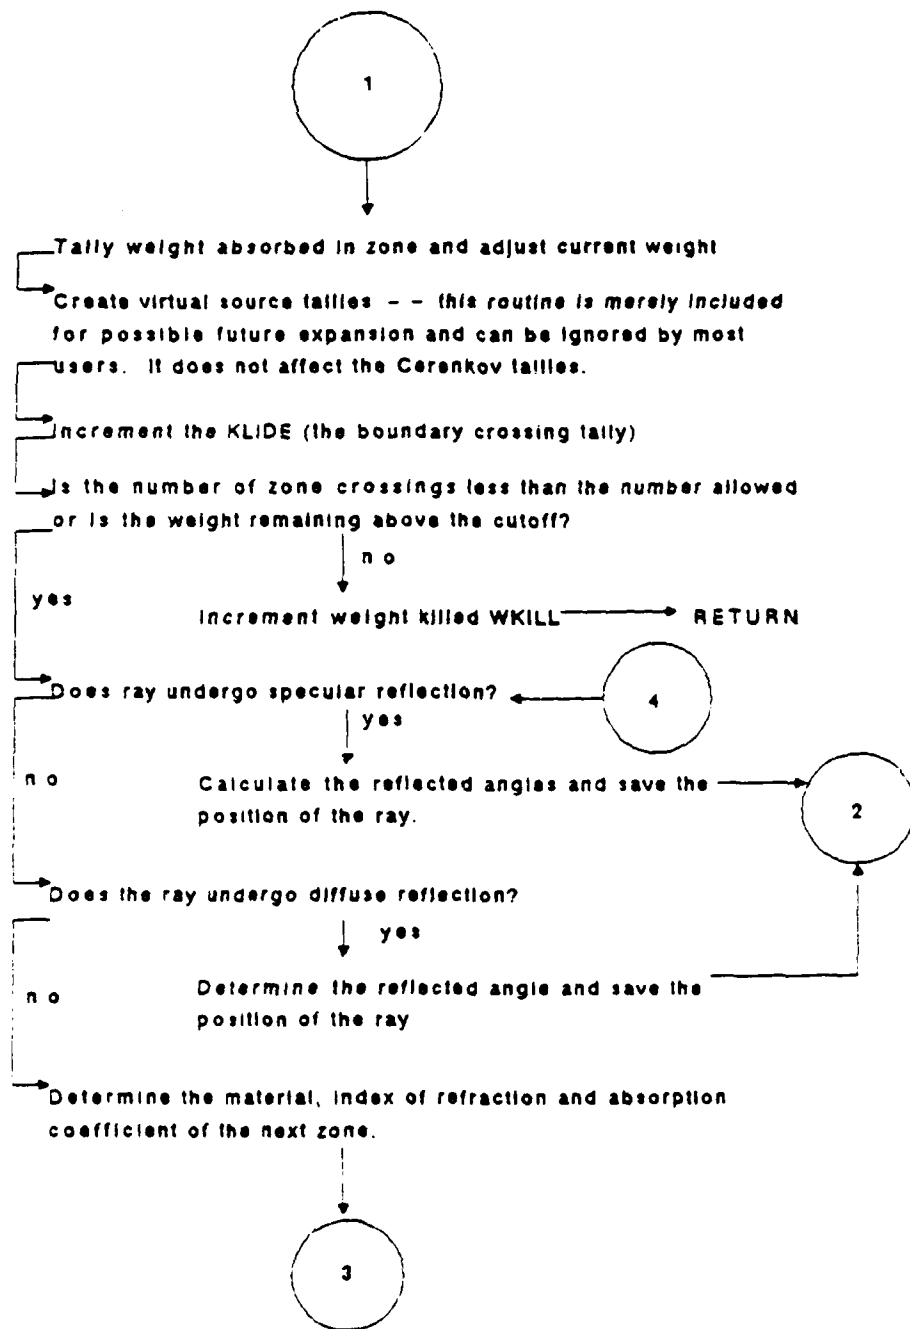 1
Tally weight absorbed in zone and adjust current weight
Create virtual source tallies - - this routine is merely included
for possible future expansion and can be ignored by most
users. It does not affect the Cerenkov tallies.
Increment the KLIDE (the boundary crossing tally)
Is the number of zone crossings less than the number allowed
or is the weight remaining above the cutoff?
no
yes
Increment weight killed WKILL RETURN
Does ray undergo specular reflection? 4
yes
no
Calculate the reflected angles and save the
position of the ray.
2
Does the ray undergo diffuse reflection?
yes
no
Determine the reflected angle and save the
position of the ray
Determine the material, index of refraction and absorption
coefficient of the next zone.
3